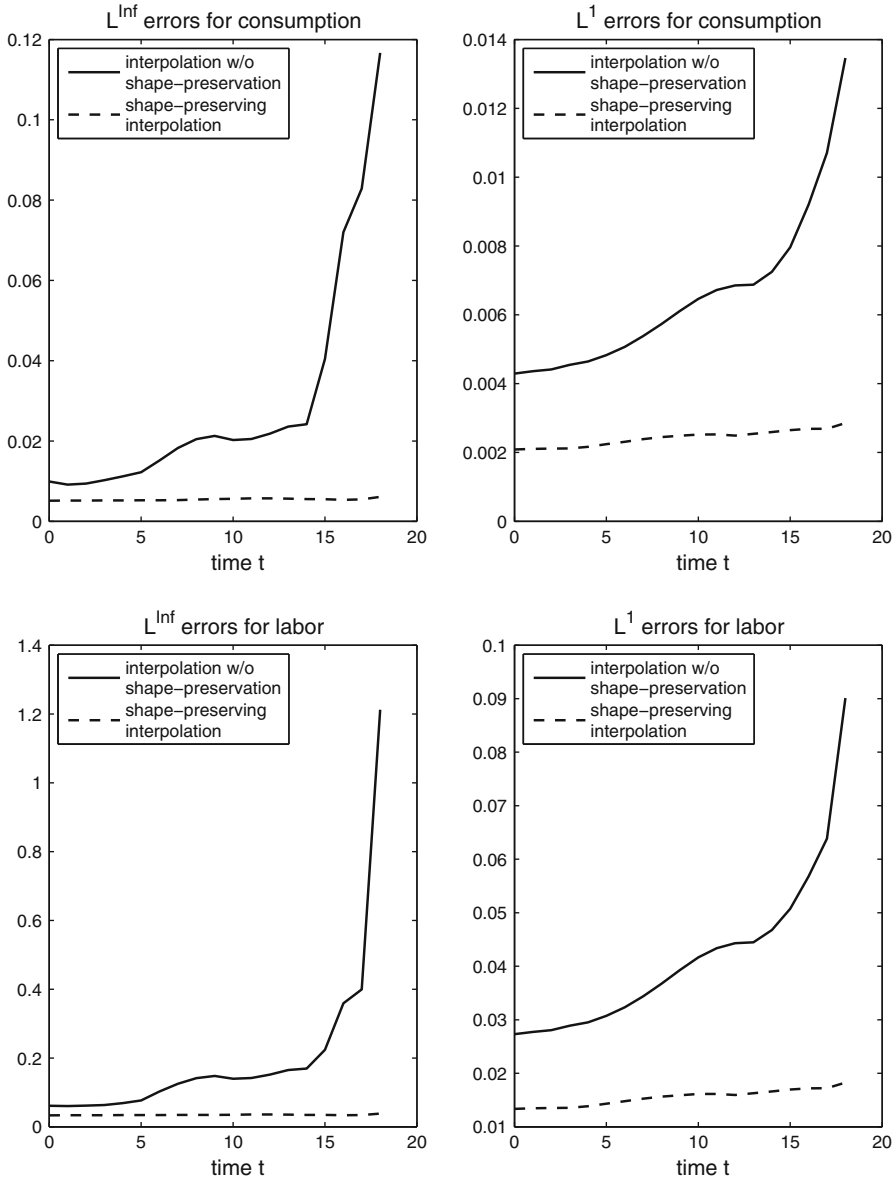 L^Inf errors for consumption
interpolation w/o
shape−preservation
shape−preserving
interpolation
0.12
0.1
0.08
0.06
0.04
0.02
0
0 5 10 15 20
time t
L^1 errors for consumption
interpolation w/o
shape−preservation
shape−preserving
interpolation
0.014
0.012
0.01
0.008
0.006
0.004
0.002
0
0 5 10 15 20
time t
L^Inf errors for labor
interpolation w/o
shape−preservation
shape−preserving
interpolation
1.4
1.2
1
0.8
0.6
0.4
0.2
0
0 5 10 15 20
time t
L^1 errors for labor
interpolation w/o
shape−preservation
shape−preserving
interpolation
0.1
0.09
0.08
0.07
0.06
0.05
0.04
0.03
0.02
0.01
0 5 10 15 20
time t